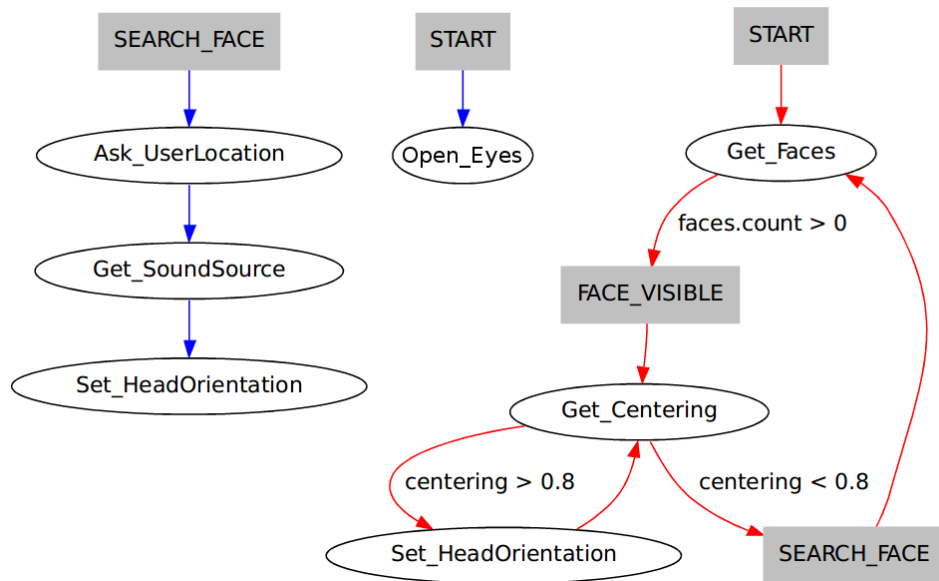 SEARCH_FACE
Ask_UserLocation
Get_SoundSource
Set_HeadOrientation
START
Open_Eyes
START
Get_Faces
faces.count > 0
FACE_VISIBLE
Get_Centering
centering > 0.8
centering < 0.8
Set_HeadOrientation
SEARCH_FACE